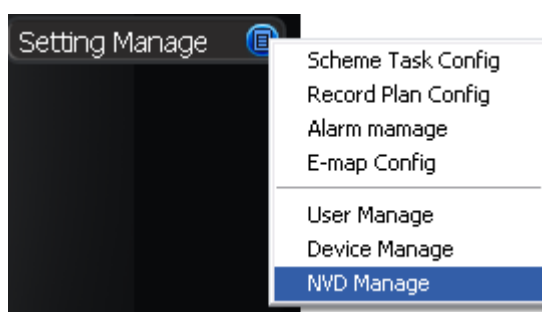 Setting Manage
Scheme Task Config
Record Plan Config
Alarm mamage
E-map Config
User Manage
Device Manage
NVD Manage